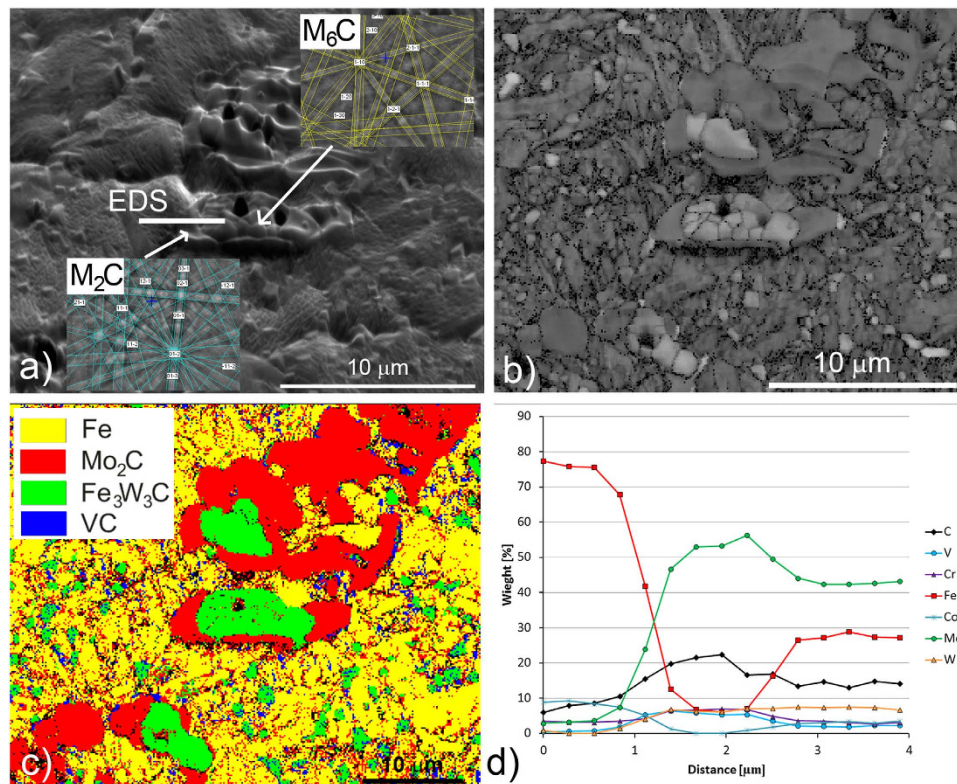 M₆C
EDS
M₂C
a)
10 μm
b)
10 μm
Fe
Mo₂C
Fe₃W₃C
VC
c)
10 μm
90
80
70
60
50
40
30
20
10
0
Wieght [%]
0
1
2
3
4
Distance [μm]
C
V
Cr
Fe
Co
Mo
W
d)